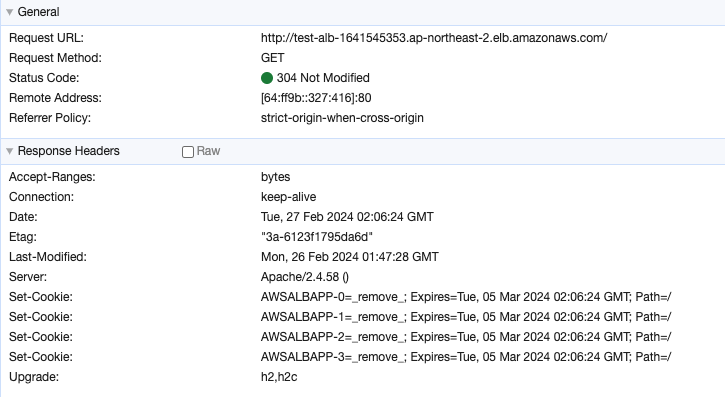 General
Request URL: http://test-alb-1641545353.ap-northeast-2.elb.amazonaws.com/
Request Method: GET
Status Code: 304 Not Modified
Remote Address: [64:ff9b::327:416]:80
Referrer Policy: strict-origin-when-cross-origin
Response Headers Raw
Accept-Ranges: bytes
Connection: keep-alive
Date: Tue, 27 Feb 2024 02:06:24 GMT
Etag: "3a-6123f1795da6d"
Last-Modified: Mon, 26 Feb 2024 01:47:28 GMT
Server: Apache/2.4.58 ()
Set-Cookie: AWSALBAPP-0=_remove_; Expires=Tue, 05 Mar 2024 02:06:24 GMT; Path=/
Set-Cookie: AWSALBAPP-1=_remove_; Expires=Tue, 05 Mar 2024 02:06:24 GMT; Path=/
Set-Cookie: AWSALBAPP-2=_remove_; Expires=Tue, 05 Mar 2024 02:06:24 GMT; Path=/
Set-Cookie: AWSALBAPP-3=_remove_; Expires=Tue, 05 Mar 2024 02:06:24 GMT; Path=/
Upgrade: h2,h2c